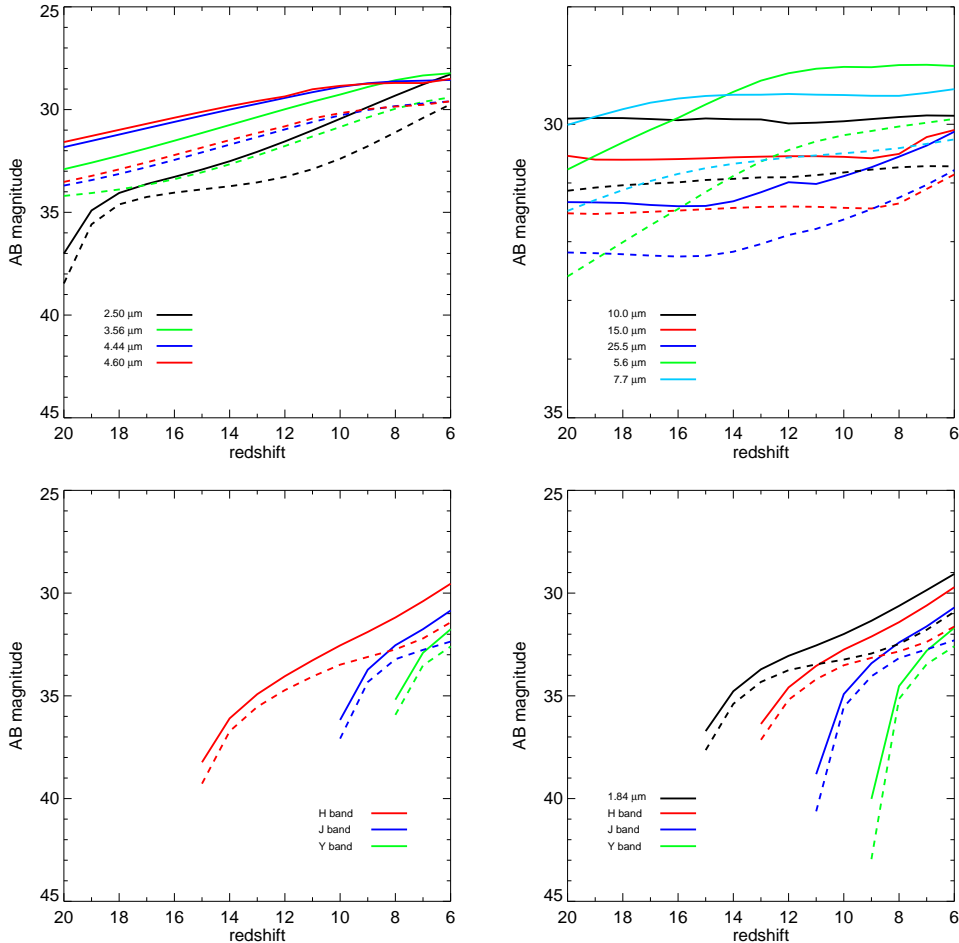 25
30
35
40
45
AB magnitude
2.50 μm
3.56 μm
4.44 μm
4.60 μm
20 18 16 14 12 10 8 6
redshift
30
35
AB magnitude
10.0 μm
15.0 μm
25.5 μm
5.6 μm
7.7 μm
20 18 16 14 12 10 8 6
redshift
25
30
35
40
45
AB magnitude
H band
J band
Y band
20 18 16 14 12 10 8 6
redshift
25
30
35
40
45
AB magnitude
1.84 μm
H band
J band
Y band
20 18 16 14 12 10 8 6
redshift